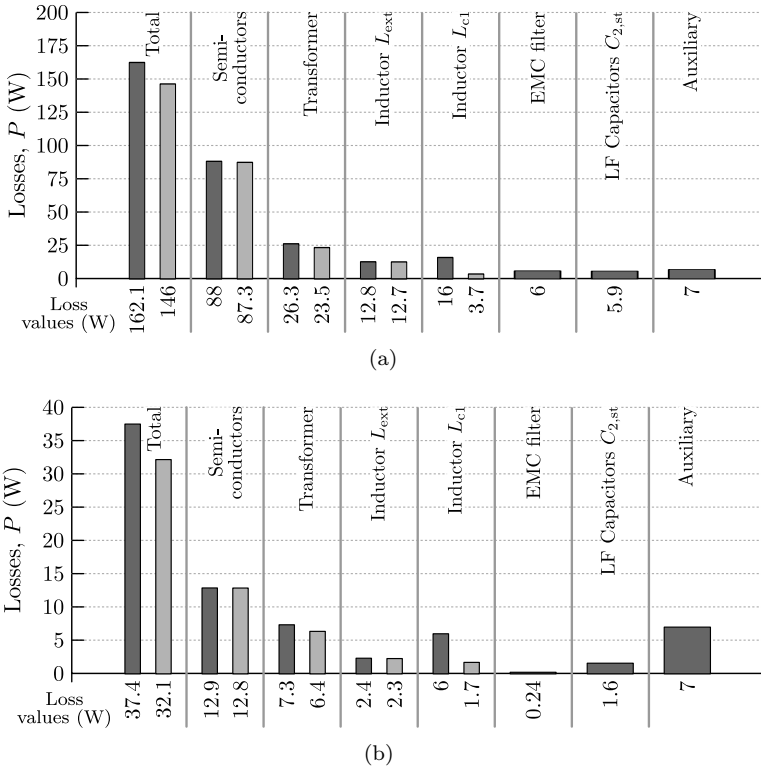 200
175
150
125
100
75
50
25
0
Losses, P (W)
Total
Semi-
conductors
Transformer
Inductor L_ext
Inductor L_c1
EMC filter
LF Capacitors C_2,st
Auxiliary
Loss
values (W)
162.1
146
88
87.3
26.3
23.5
12.8
12.7
16
3.7
6
5.9
7
(a)
40
35
30
25
20
15
10
5
0
Losses, P (W)
Total
Semi-
conductors
Transformer
Inductor L_ext
Inductor L_c1
EMC filter
LF Capacitors C_2,st
Auxiliary
Loss
values (W)
37.4
32.1
12.9
12.8
7.3
6.4
2.4
2.3
6
1.7
0.24
1.6
7
(b)